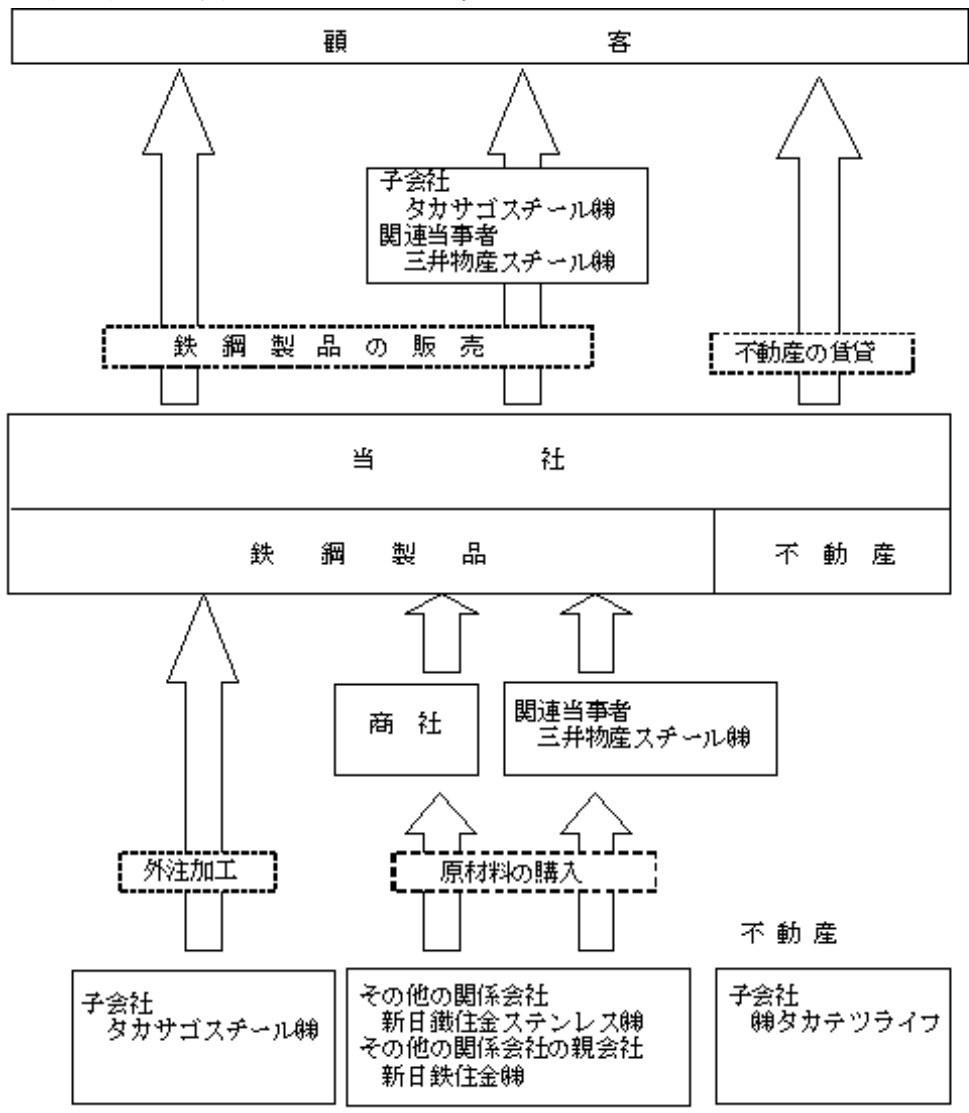 顧客
子会社
タカサゴスチール㈱
関連当事者
三井物産スチール㈱
鉄鋼製品の販売
不動産の賃貸
当社
鉄鋼製品
不動産
商社
関連当事者
三井物産スチール㈱
外注加工
原材料の購入
不動産
子会社
タカサゴスチール㈱
その他の関係会社
新日鐵住金ステンレス㈱
その他の関係会社の親会社
新日鉄住金㈱
子会社
㈱タカテツライフ